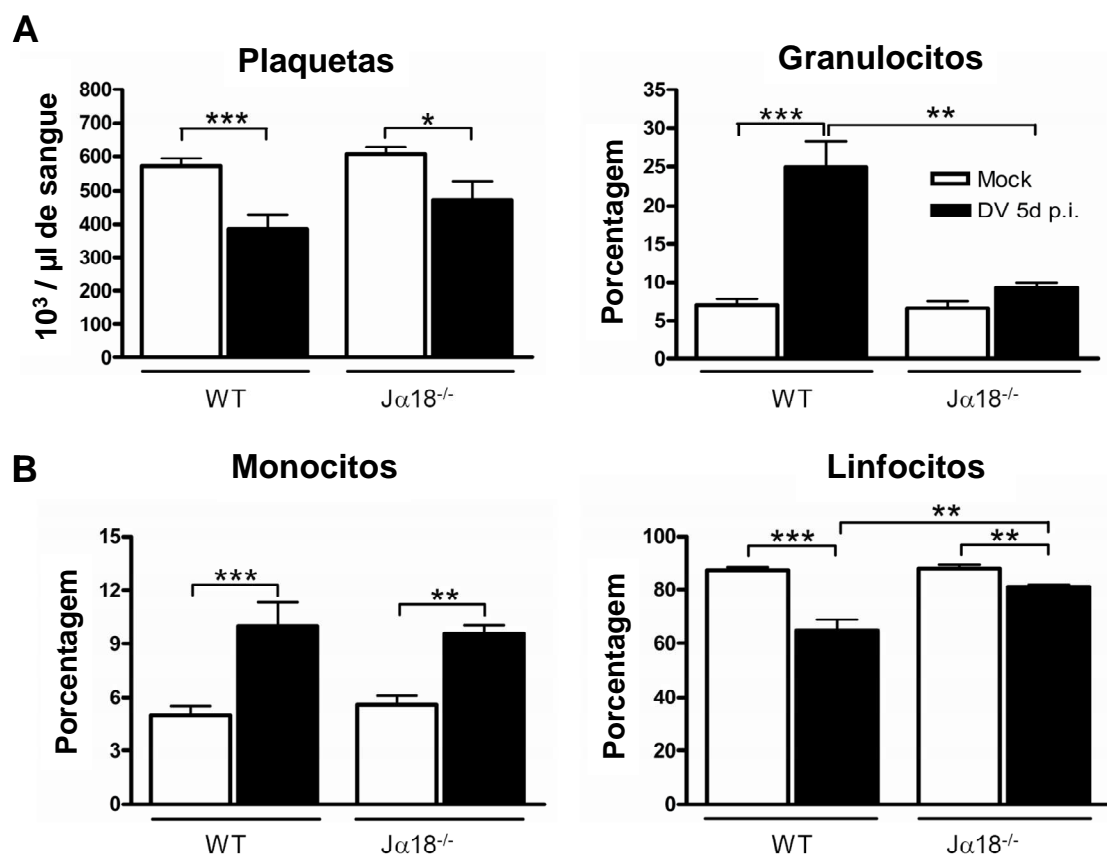 A
Plaquetas
10³ / µl de sangue
800
700
600
500
400
300
200
100
0
***
*
WT
Jα18-/-
Granulocitos
Porcentagem
35
30
25
20
15
10
5
0
***
**
Mock
DV 5d p.i.
WT
Jα18-/-
B
Monocitos
Porcentagem
15
12
9
6
3
0
***
**
WT
Jα18-/-
Linfocitos
Porcentagem
100
80
60
40
20
0
***
**
**
WT
Jα18-/-